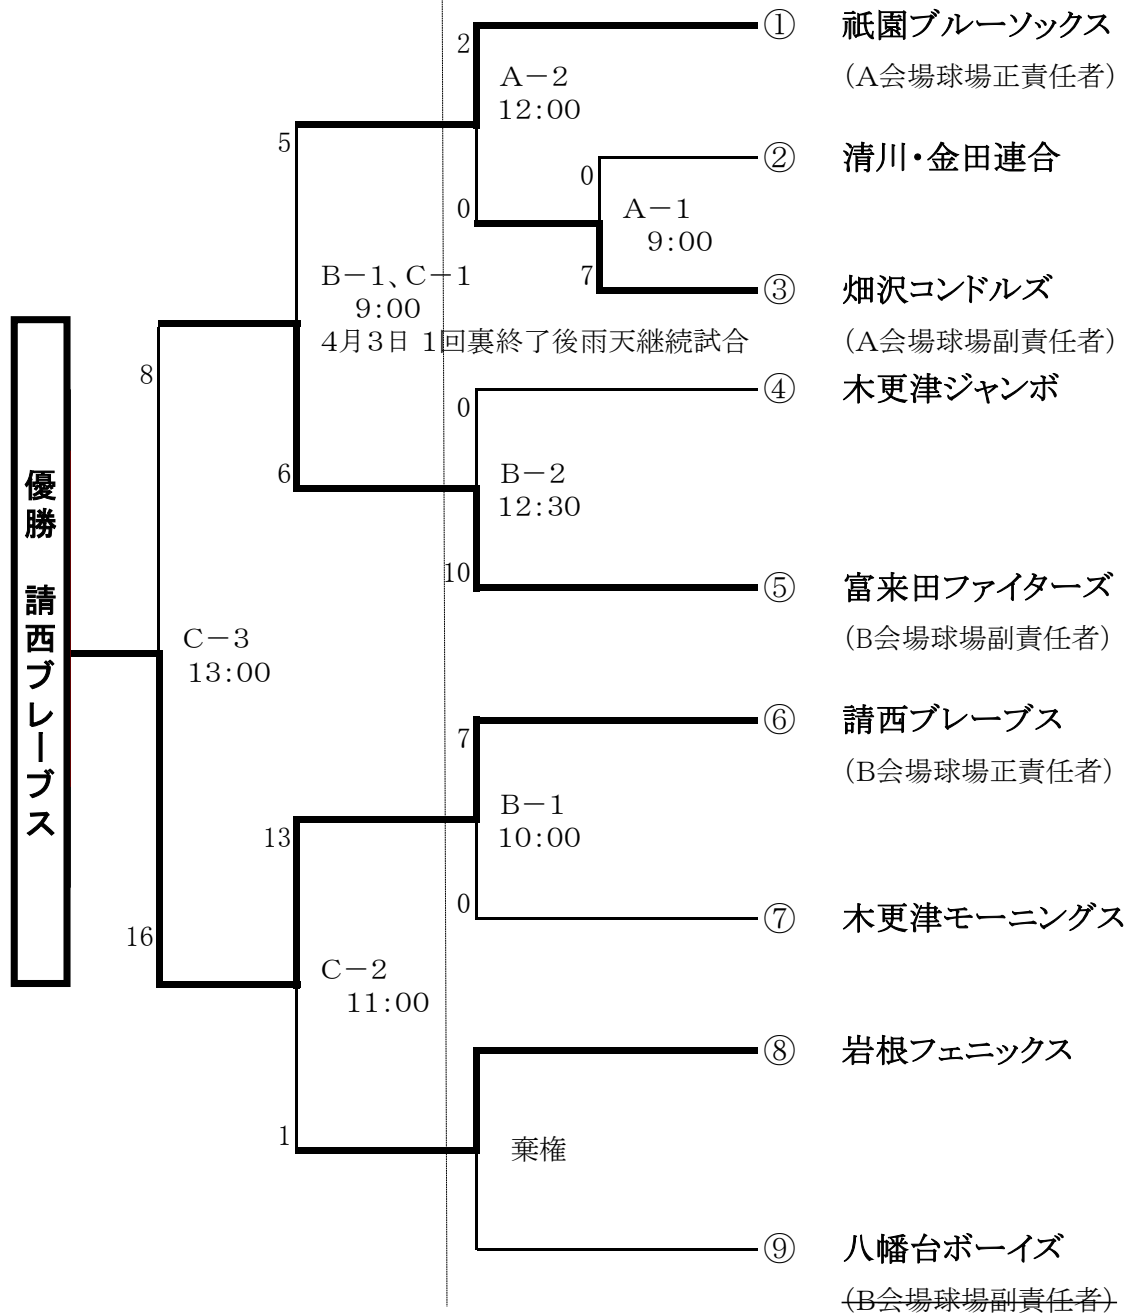 ①　祇園ブルーソックス
2
（A会場球場正責任者）
A－2
12:00
5
②　清川・金田連合
0
0
A－1
9:00
7
③　畑沢コンドルズ
B－1、C－1
9:00
4月3日 1回裏終了後雨天継続試合
（A会場球場副責任者）
8
④　木更津ジャンボ
0
6
B－2
12:30
10
⑤　富来田ファイターズ
（B会場球場副責任者）
C－3
13:00
優勝　請西ブレーブス
⑥　請西ブレーブス
7
（B会場球場正責任者）
B－1
10:00
13
0
⑦　木更津モーニングス
16
C－2
11:00
⑧　岩根フェニックス
1
棄権
⑨　八幡台ボーイズ
（B会場球場副責任者）